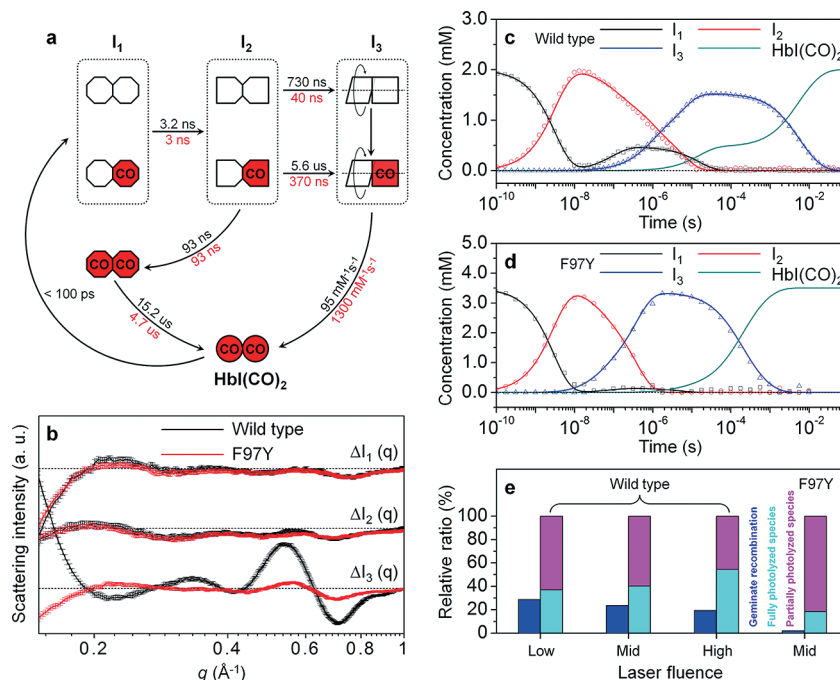 a
I₁
I₂
I₃
730 ns
40 ns
3.2 ns
3 ns
CO
CO
CO
5.6 us
370 ns
93 ns
93 ns
CO CO
< 100 ps
15.2 us
4.7 us
95 mM⁻¹s⁻¹
1300 mM⁻¹s⁻¹
CO CO
HbI(CO)₂
b
Wild type
F97Y
ΔI₁ (q)
ΔI₂ (q)
ΔI₃ (q)
Scattering intensity (a. u.)
0.2
0.4
0.6
0.8
1
q (Å⁻¹)
c
Wild type
I₁
I₂
I₃
HbI(CO)₂
Concentration (mM)
3.0
2.0
1.0
0.0
10⁻¹⁰
10⁻⁸
10⁻⁶
10⁻⁴
10⁻²
Time (s)
d
F97Y
I₁
I₂
I₃
HbI(CO)₂
Concentration (mM)
5.0
4.0
3.0
2.0
1.0
0.0
10⁻¹⁰
10⁻⁸
10⁻⁶
10⁻⁴
10⁻²
Time (s)
e
Wild type
F97Y
Relative ratio (%)
100
80
60
40
20
0
Geminate recombination
Fully photolyzed species
Partially photolyzed species
Low
Mid
High
Mid
Laser fluence